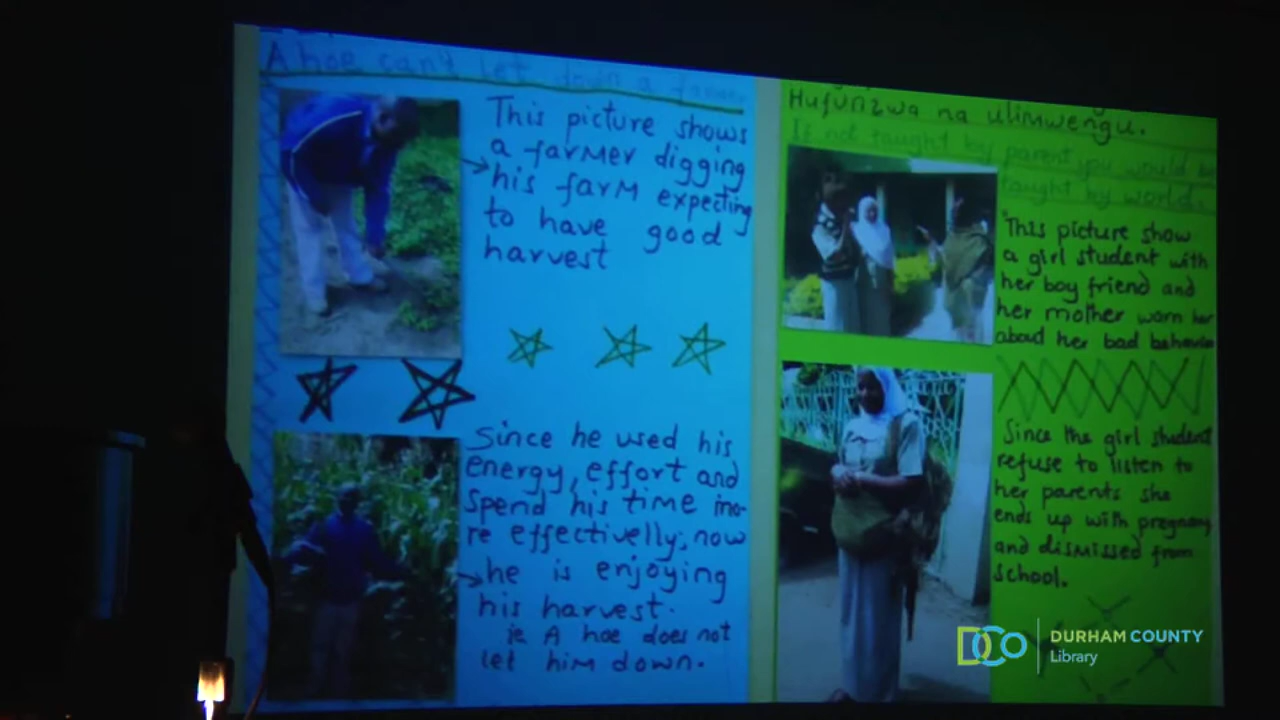 A hoe can't let down a farmer
This picture shows
a farmer digging
his farm expecting
to have good
harvest
Since he used his
energy, effort and
spend his time mo-
re effectivelly, now
he is enjoying
his harvest.
ie A hoe does not
let him down.
Hufunzwa na ulimwengu.
If not taught by parent you would be
taught by world.
This picture show
a girl student with
her boy friend and
her mother warn her
about her bad behavior
Since the girl student
refuse to listen to
her parents she
ends up with pregnancy
and dismissed from
school.
DCo
DURHAM COUNTY
Library